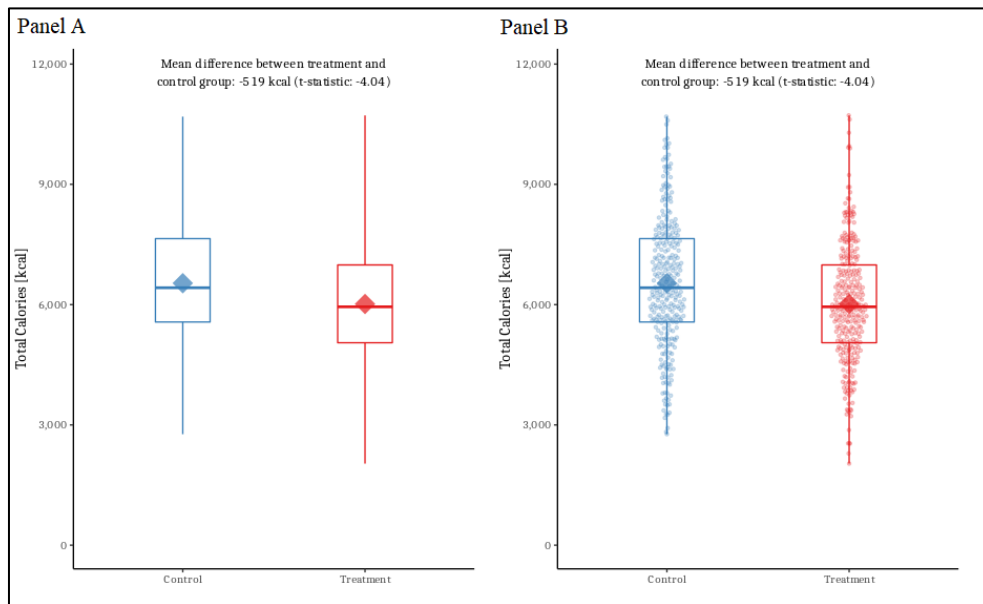 Panel A
Mean difference between treatment and
control group: -519 kcal (t-statistic: -4.04)
12,000
9,000
6,000
3,000
0
Total Calories [kcal]
Control
Treatment
Panel B
Mean difference between treatment and
control group: -519 kcal (t-statistic: -4.04)
12,000
9,000
6,000
3,000
0
Total Calories [kcal]
Control
Treatment